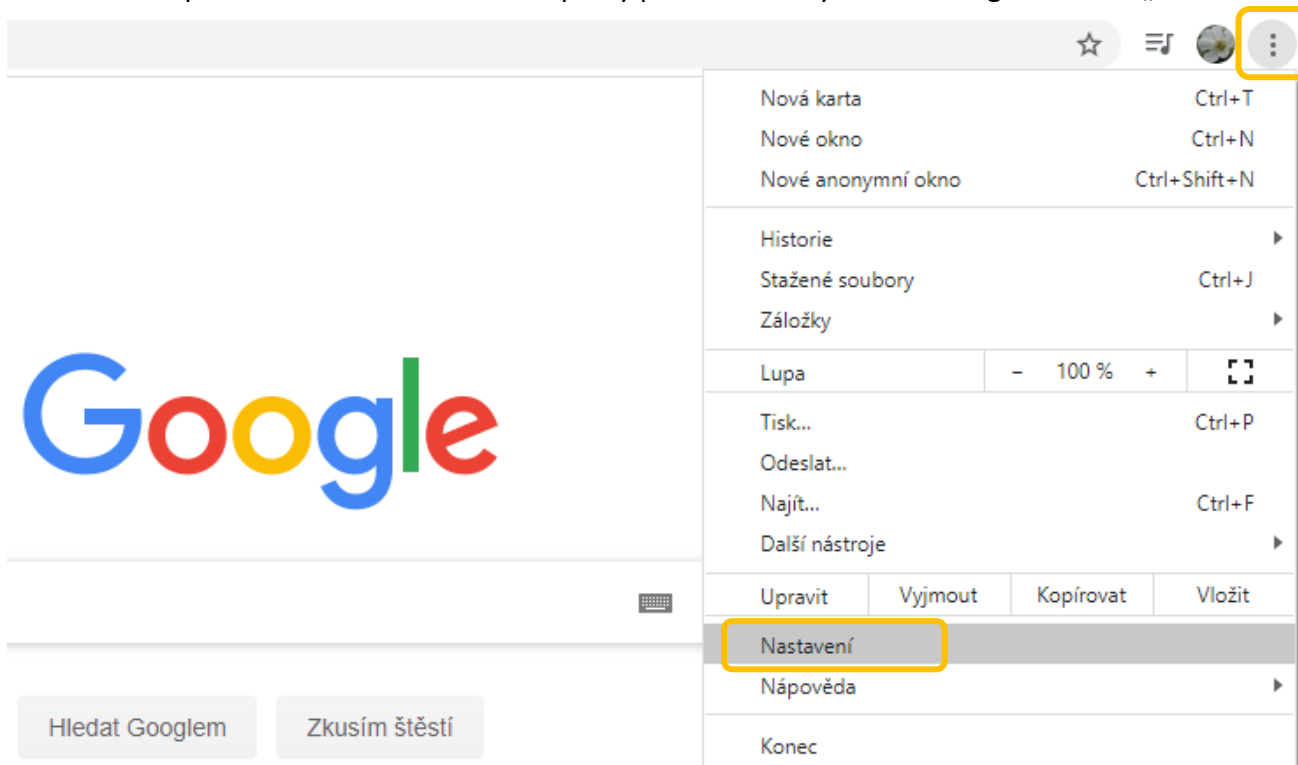 Nová karta Ctrl+T
Nové okno Ctrl+N
Nové anonymní okno Ctrl+Shift+N
Historie
Stažené soubory Ctrl+J
Záložky
Lupa - 100 % +
Google
Tisk... Ctrl+P
Odeslat...
Najít... Ctrl+F
Další nástroje
Upravit Vyjmout Kopírovat Vložit
Nastavení
Nápověda
Hledat Googlem Zkusím štěstí
Konec